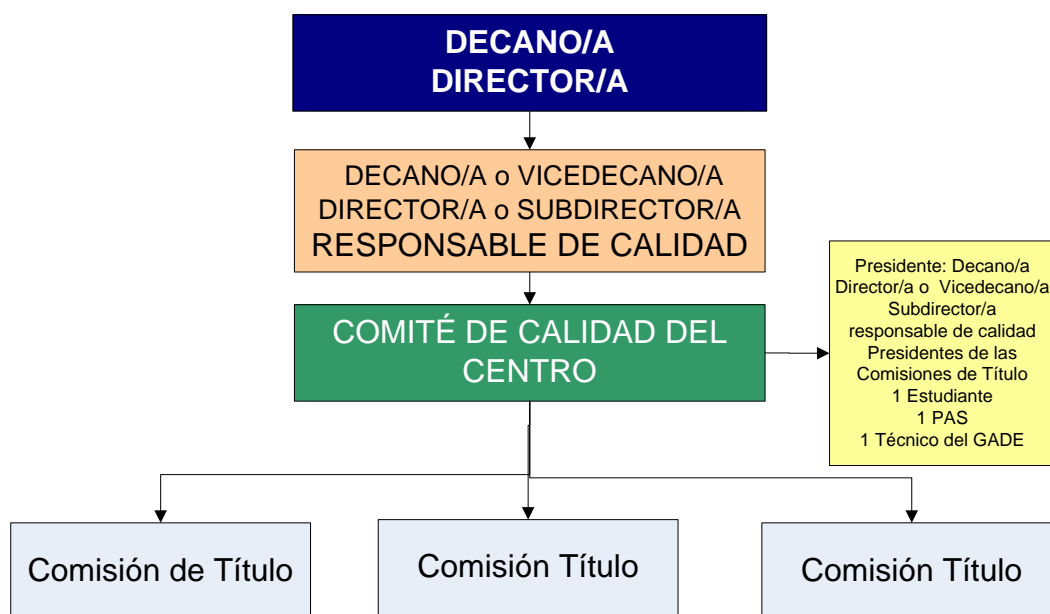 DECANO/A
DIRECTOR/A
DECANO/A o VICEDECANO/A
DIRECTOR/A o SUBDIRECTOR/A
RESPONSABLE DE CALIDAD
COMITÉ DE CALIDAD DEL
CENTRO
Presidente: Decano/a
Director/a o Vicedecano/a
Subdirector/a
responsable de calidad
Presidentes de las
Comisiones de Título
1 Estudiante
1 PAS
1 Técnico del GADE
Comisión de Título
Comisión Título
Comisión Título